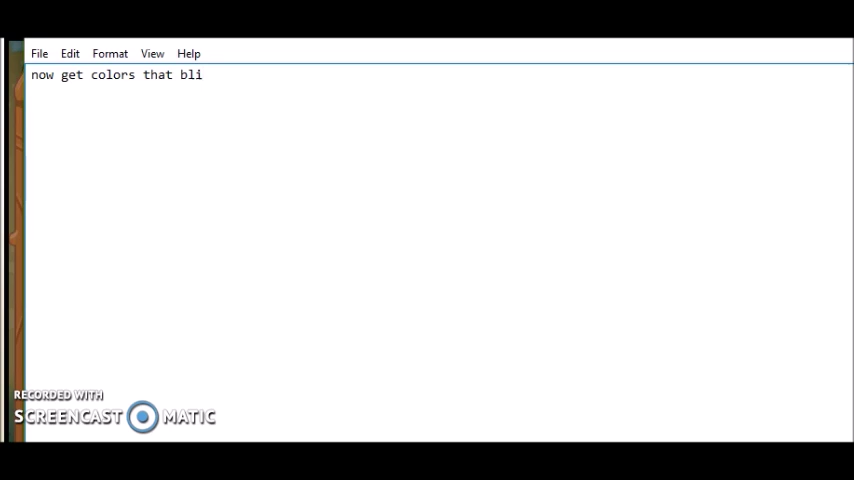 File Edit Format View Help
now get colors that bli
RECORDED WITH
SCREENCAST MATIC